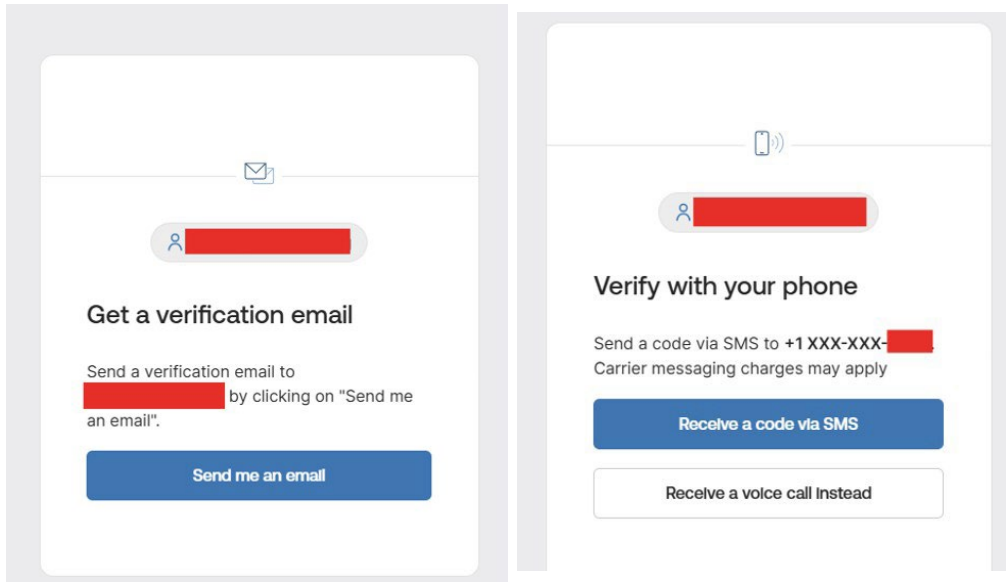 Get a verification email
Send a verification email to
by clicking on "Send me
an email".
Send me an email
Verify with your phone
Send a code via SMS to +1 XXX-XXX-
Carrier messaging charges may apply
Receive a code via SMS
Receive a voice call instead